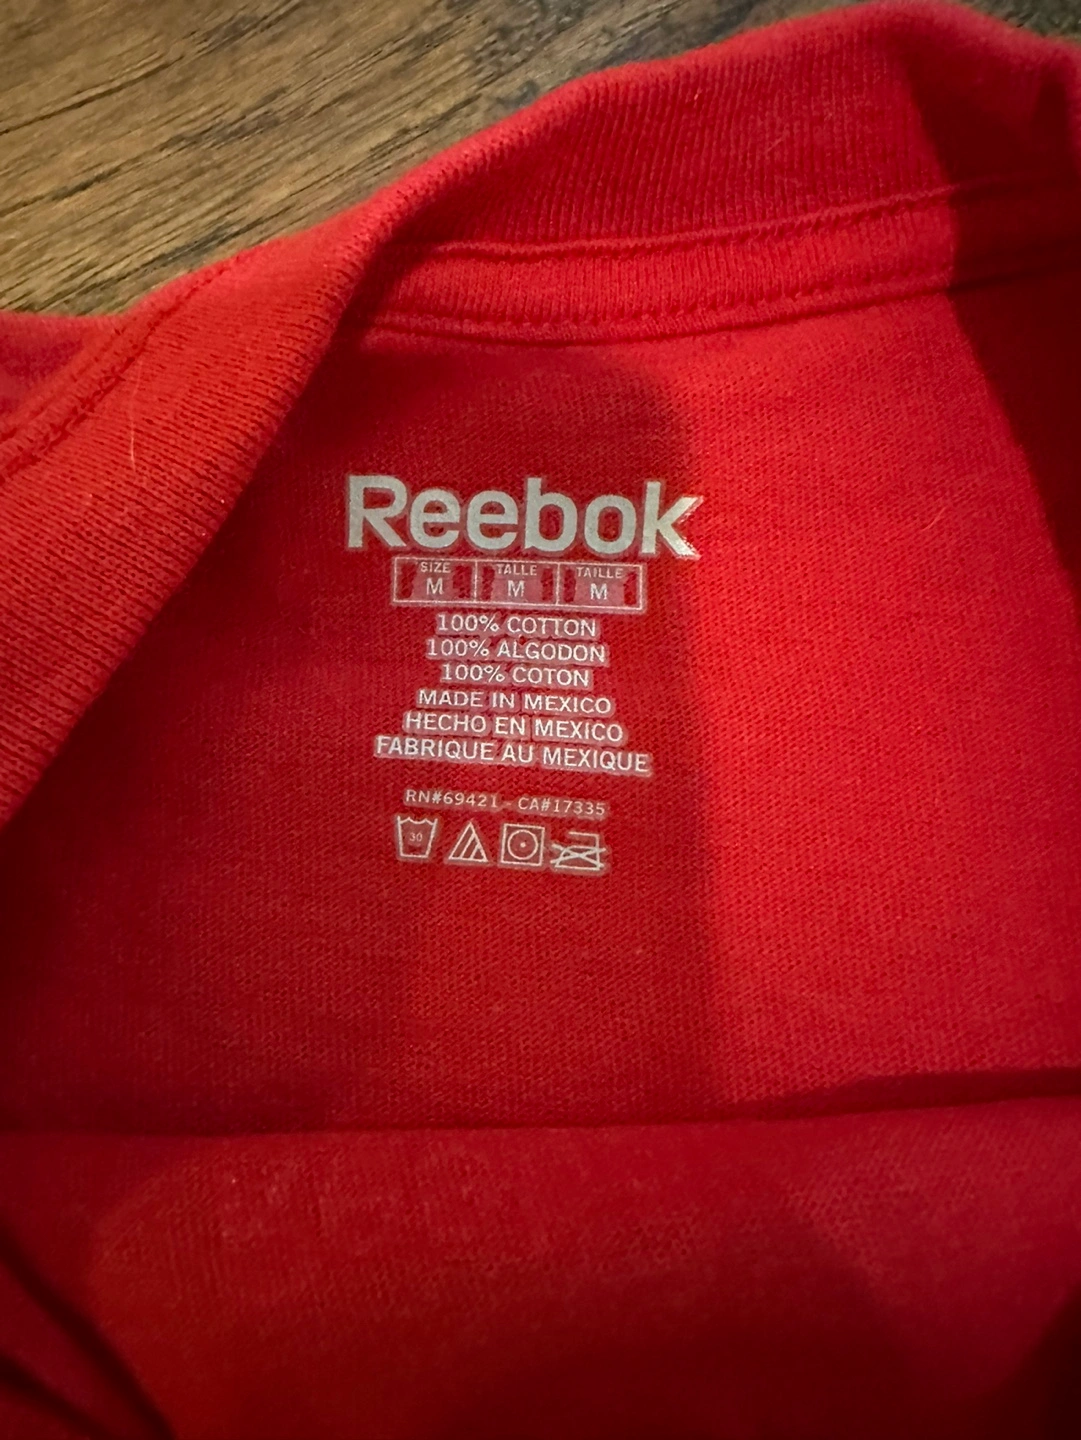 Reebok
SIZE TALLE TAILLE
M M M
100% COTTON
100% ALGODON
100% COTON
MADE IN MEXICO
HECHO EN MEXICO
FABRIQUE AU MEXIQUE
RN#69421 - CA#17335
30